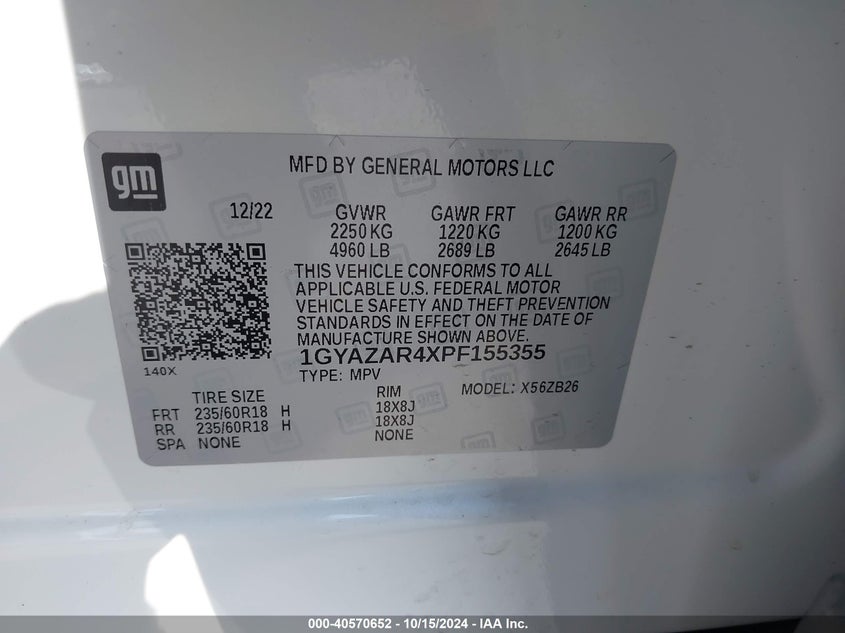 gm
MFD BY GENERAL MOTORS LLC
12/22 GVWR GAWR FRT GAWR RR
2250 KG 1220 KG 1200 KG
4960 LB 2689 LB 2645 LB
THIS VEHICLE CONFORMS TO ALL
APPLICABLE U.S. FEDERAL MOTOR
VEHICLE SAFETY AND THEFT PREVENTION
STANDARDS IN EFFECT ON THE DATE OF
MANUFACTURE SHOWN ABOVE.
1GYAZAR4XPF155355
140X TYPE: MPV MODEL: X56ZB26
TIRE SIZE RIM
FRT 235/60R18 H 18X8J
RR 235/60R18 H 18X8J
SPA NONE NONE
000-40570652 - 10/15/2024 - IAA Inc.